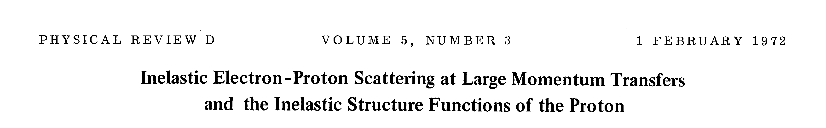 PHYSICAL REVIEW D VOLUME 5, NUMBER 3 1 FEBRUARY 1972
Inelastic Electron-Proton Scattering at Large Momentum Transfers
and the Inelastic Structure Functions of the Proton